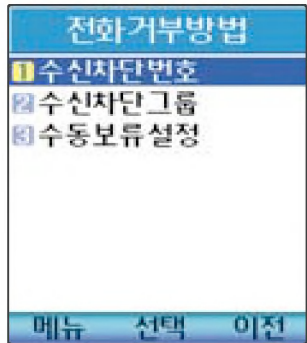 전화거부방법
1 수신차단번호
2 수신차단그룹
3 수동보류설정
메뉴 선택 이전